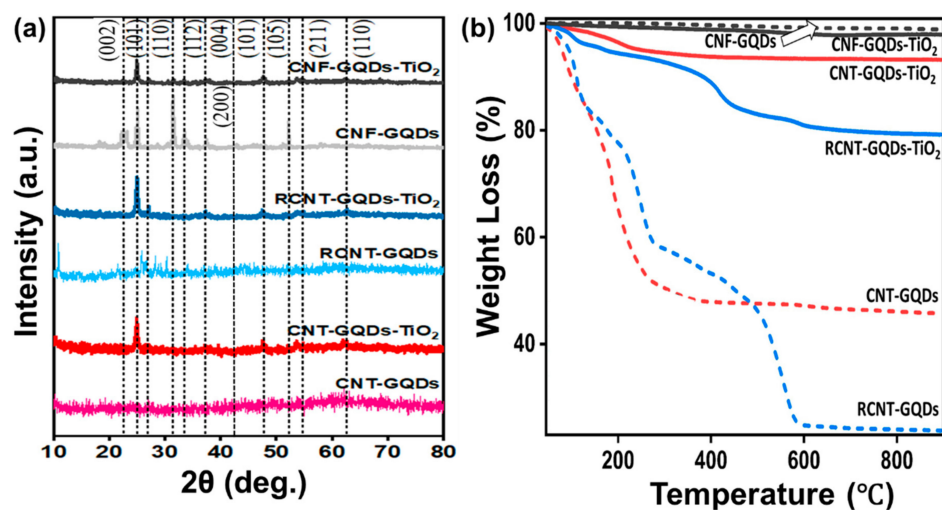 (a)
(002)
(101)
(110)
(112)
(004)
(101)
(105)
(211)
(110)
CNF-GQDs-TiO₂
(200)
CNF-GQDs
RCNT-GQDs-TiO₂
RCNT-GQDs
CNT-GQDs-TiO₂
CNT-GQDs
Intensity (a.u.)
10 20 30 40 50 60 70 80
2θ (deg.)
(b)
100
80
60
40
Weight Loss (%)
CNF-GQDs
CNF-GQDs-TiO₂
CNT-GQDs-TiO₂
RCNT-GQDs-TiO₂
CNT-GQDs
RCNT-GQDs
200 400 600 800
Temperature (℃)